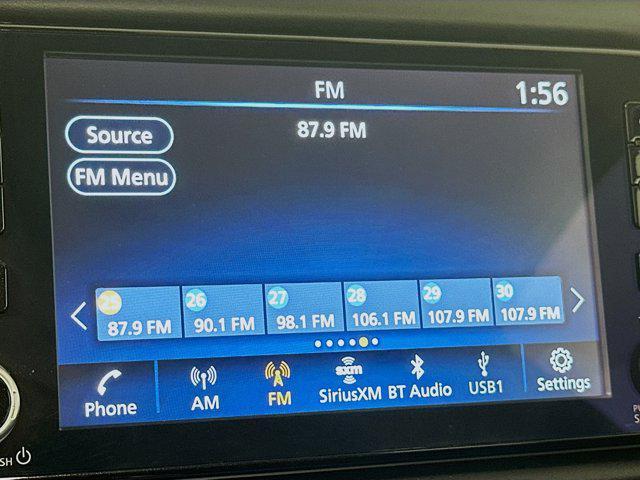 FM
1:56
Source
87.9 FM
FM Menu
25 26 27 28 29 30
87.9 FM 90.1 FM 98.1 FM 106.1 FM 107.9 FM 107.9 FM
Phone AM FM sxm SiriusXM BT Audio USB1 Settings